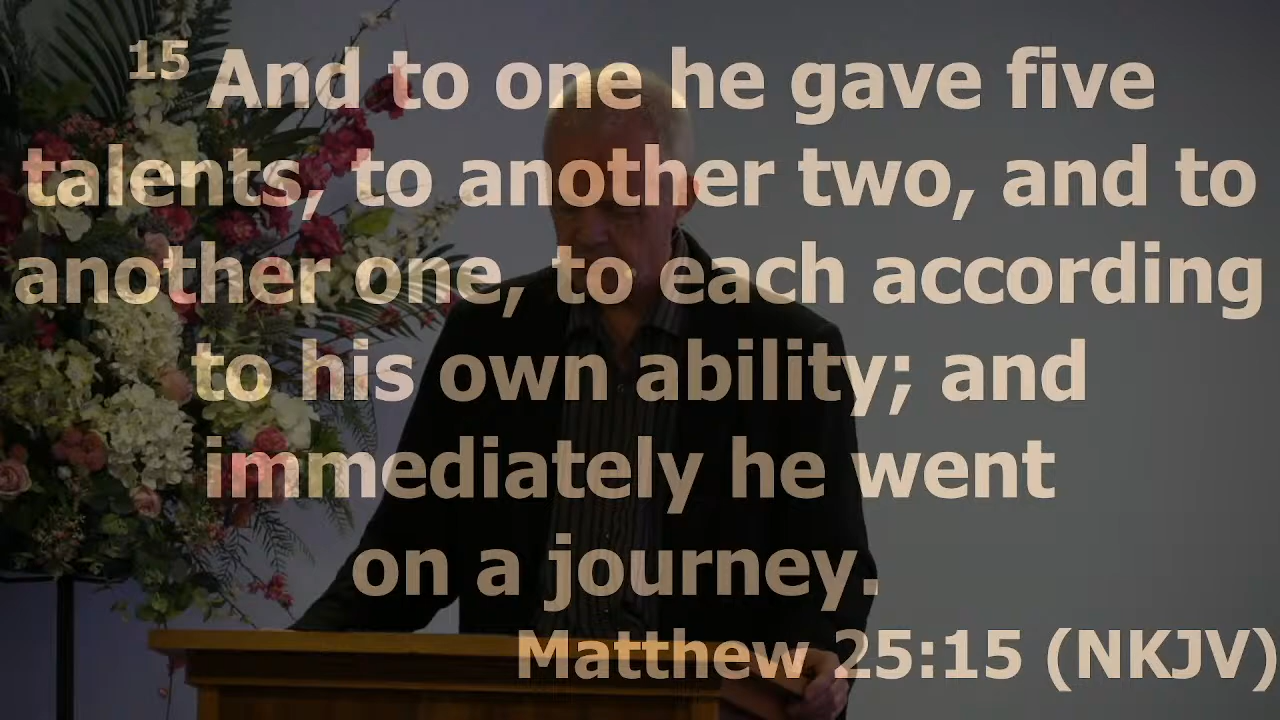 15 And to one he gave five
talents, to another two, and to
another one, to each according
to his own ability; and
immediately he went
on a journey.
Matthew 25:15 (NKJV)